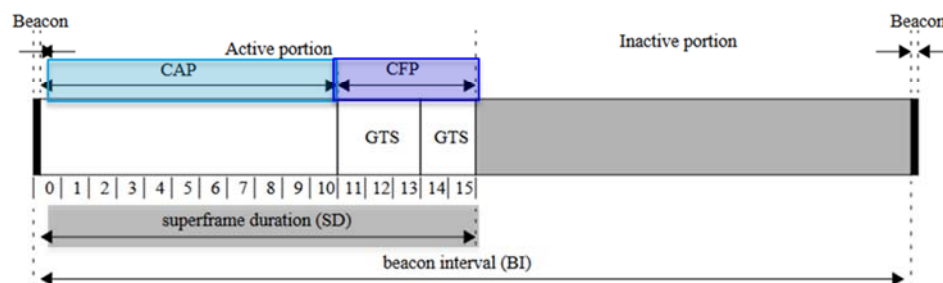 Beacon Beacon
Active portion Inactive portion
CAP CFP
GTS GTS
0| 1| 2| 3| 4| 5| 6| 7| 8| 9| 10| 11| 12| 13| 14| 15|
superframe duration (SD)
beacon interval (BI)